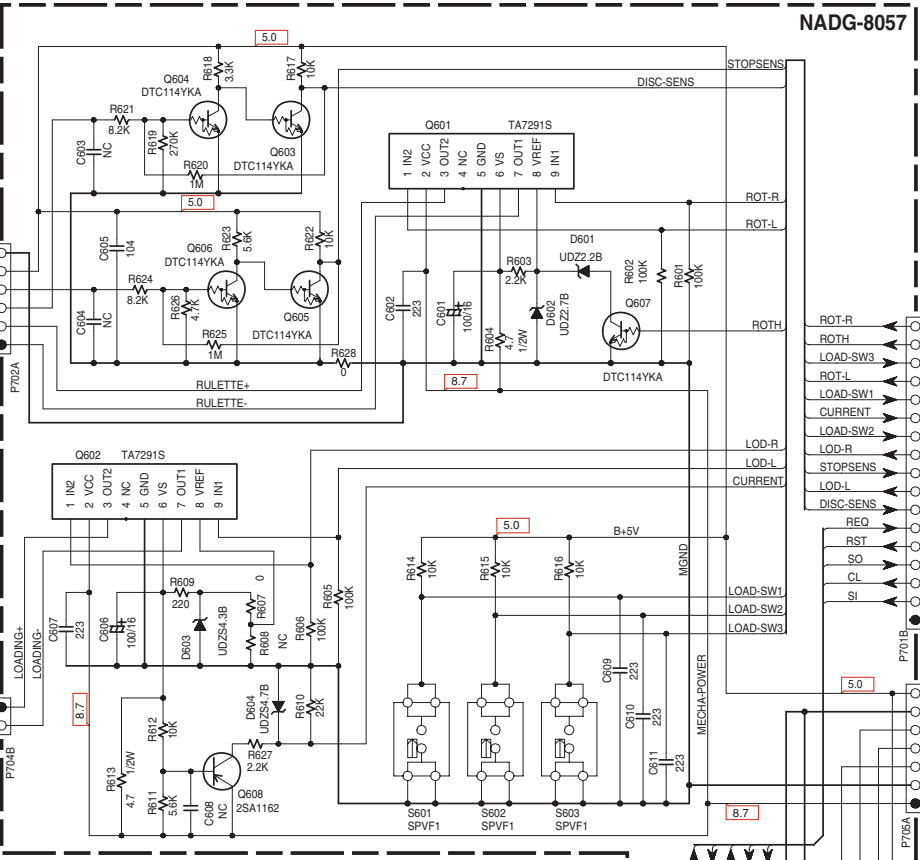 NADG-8057
5.0
R618
3.3K
R617
10K
Q604
DTC114YKA
STOPSENS
DISC-SENS
R621
8.2K
R619
270K
C603
NC
R620
1M
Q603
DTC114YKA
Q601 TA7291S
1 IN2
2 VCC
3 OUT2
4 NC
5 GND
6 VS
7 OUT1
8 VREF
9 IN1
5.0
ROT-R
ROT-L
C605
104
Q606
DTC114YKA
R623
5.6K
R622
10K
R624
8.2K
R626
4.7K
C604
NC
R625
1M
Q605
DTC114YKA
R628
0
C602
223
C601
100/16
R603
2.2K
R604
4.7
1/2W
D601
UDZ2.2B
D602
UDZ2.7B
R602
100K
R601
100K
Q607
DTC114YKA
ROTH
P702A
RULETTE+
RULETTE-
8.7
ROT-R
ROTH
LOAD-SW3
ROT-L
LOAD-SW1
CURRENT
LOAD-SW2
LOD-R
STOPSENS
LOD-L
DISC-SENS
REQ
RST
SO
CL
SI
P701B
Q602 TA7291S
1 IN2
2 VCC
3 OUT2
4 NC
5 GND
6 VS
7 OUT1
8 VREF
9 IN1
LOD-R
LOD-L
CURRENT
5.0
B+5V
MGND
R614
10K
R615
10K
R616
10K
LOAD-SW1
LOAD-SW2
LOAD-SW3
R609
220
R607
0
R608
NC
R605
100K
R606
100K
C607
223
C606
100/16
D603
UDZS4.3B
LOADING+
LOADING-
8.7
P704B
R612
10K
R613
4.7
1/2W
R611
5.6K
D604
UDZS4.7B
R610
22K
R627
2.2K
C608
NC
Q608
2SA1162
S601
SPVF1
S602
SPVF1
S603
SPVF1
C609
223
C610
223
C611
223
MECHA-POWER
5.0
8.7
P705A